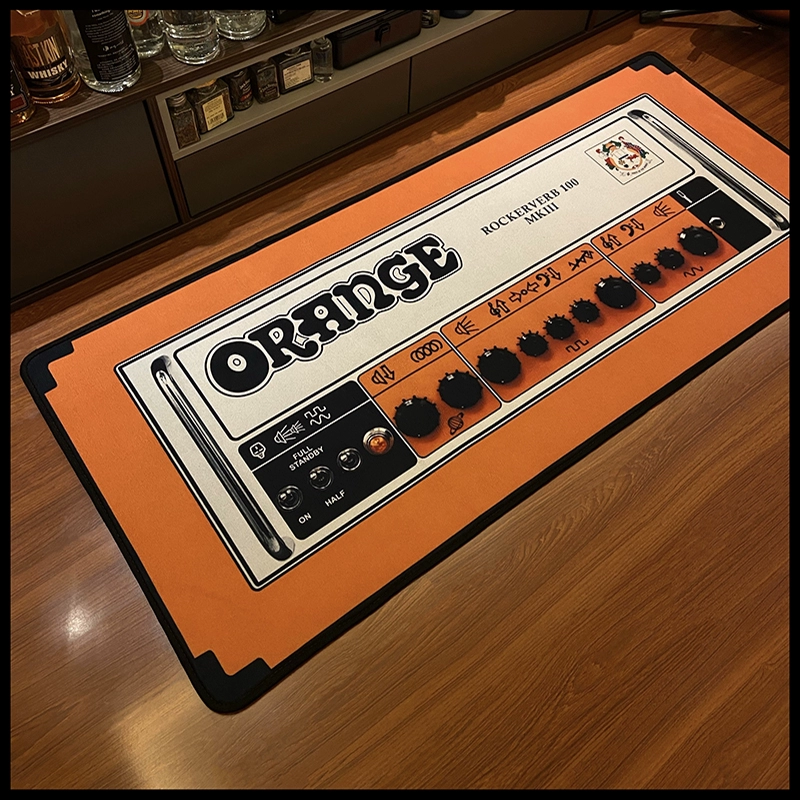 WHISKY
ORANGE
ROCKERVERB 100
MKIII
FULL
STANDBY
ON
HALF